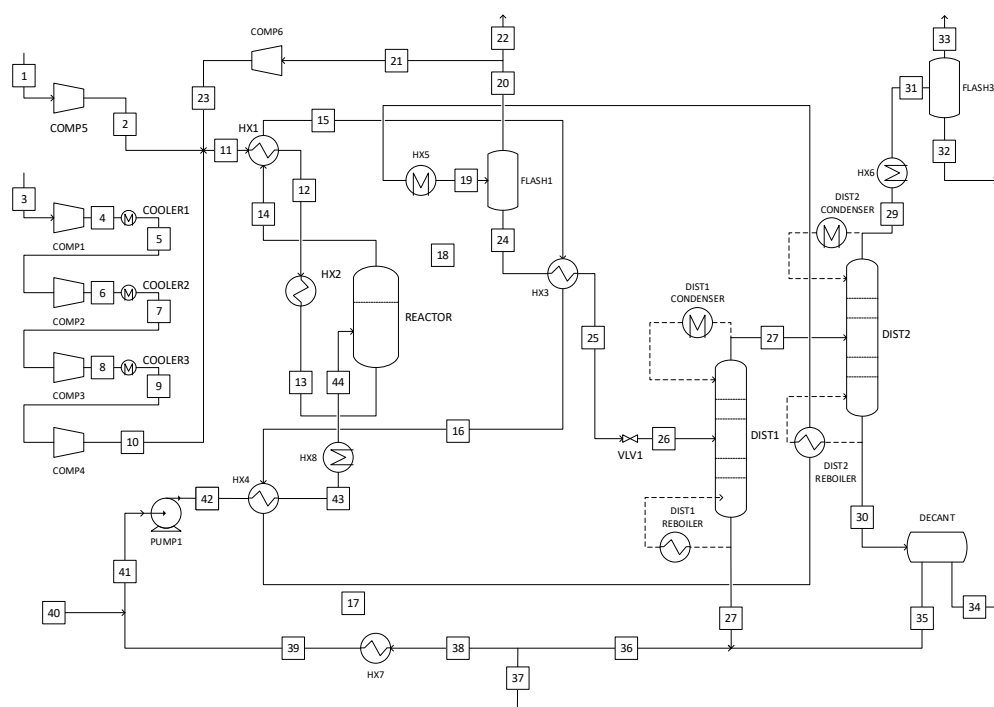 COMP6
22
33
1
21
20
31
FLASH3
23
COMP5
2
HX1
15
HX5
19
FLASH1
32
11
12
HX6
3
14
DIST2
CONDENSER
29
4
COOLER1
COMP1
5
24
18
HX3
HX2
DIST1
CONDENSER
6
COOLER2
COMP2
7
REACTOR
25
27
DIST2
8
COOLER3
COMP3
9
13
44
16
26
VLV1
DIST1
10
COMP4
HX8
DIST2
REBOILER
HX4
42
43
PUMP1
DIST1
REBOILER
30
DECANT
41
40
17
27
35
34
39
HX7
38
36
37